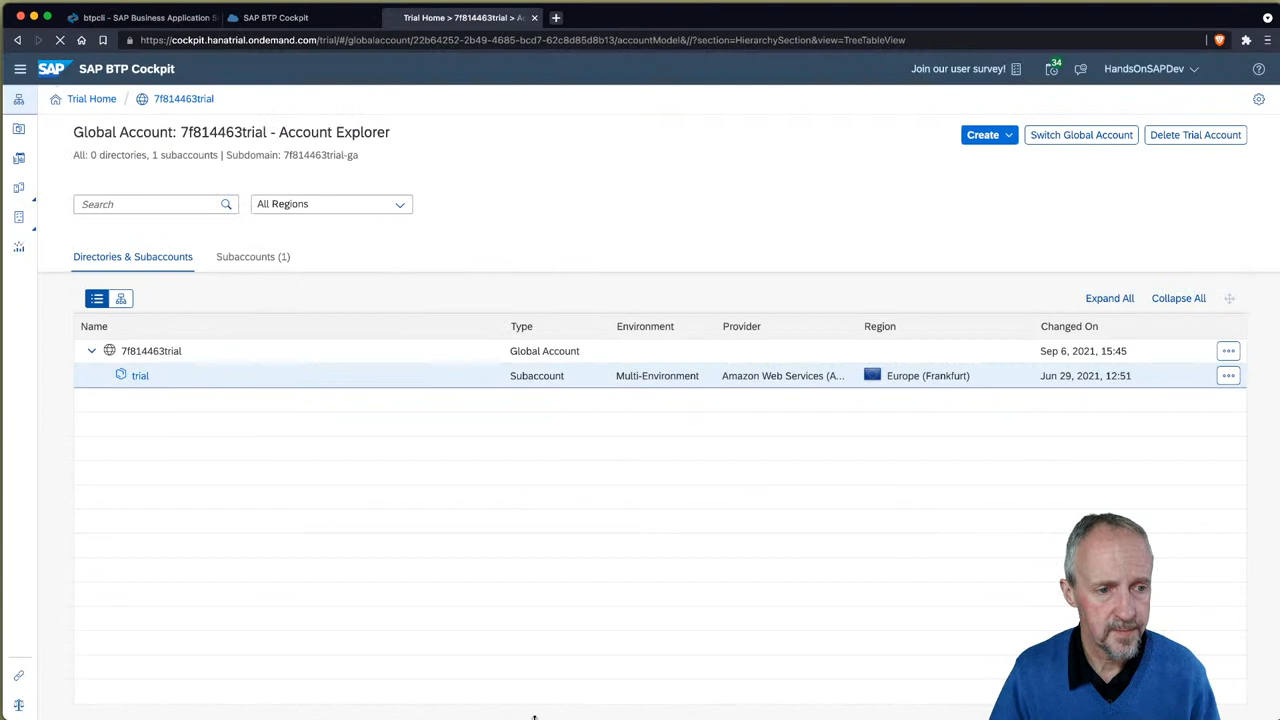 btpcli - SAP Business Application S
SAP BTP Cockpit
Trial Home > 7f814463trial > Ac
https://cockpit.hanatrial.ondemand.com/trial/#/globalaccount/22b64252-2b49-4685-bcd7-62c8d85d8b13/accountModel&//?section=HierarchySection&view=TreeTableView
SAP
SAP BTP Cockpit
Join our user survey!
34
HandsOnSAPDev
Trial Home
7f814463trial
Global Account: 7f814463trial - Account Explorer
Create
Switch Global Account
Delete Trial Account
All: 0 directories, 1 subaccounts | Subdomain: 7f814463trial-ga
Search
All Regions
Directories & Subaccounts
Subaccounts (1)
Expand All
Collapse All
Name Type Environment Provider Region Changed On
7f814463trial Global Account Sep 6, 2021, 15:45
trial Subaccount Multi-Environment Amazon Web Services (A... Europe (Frankfurt) Jun 29, 2021, 12:51